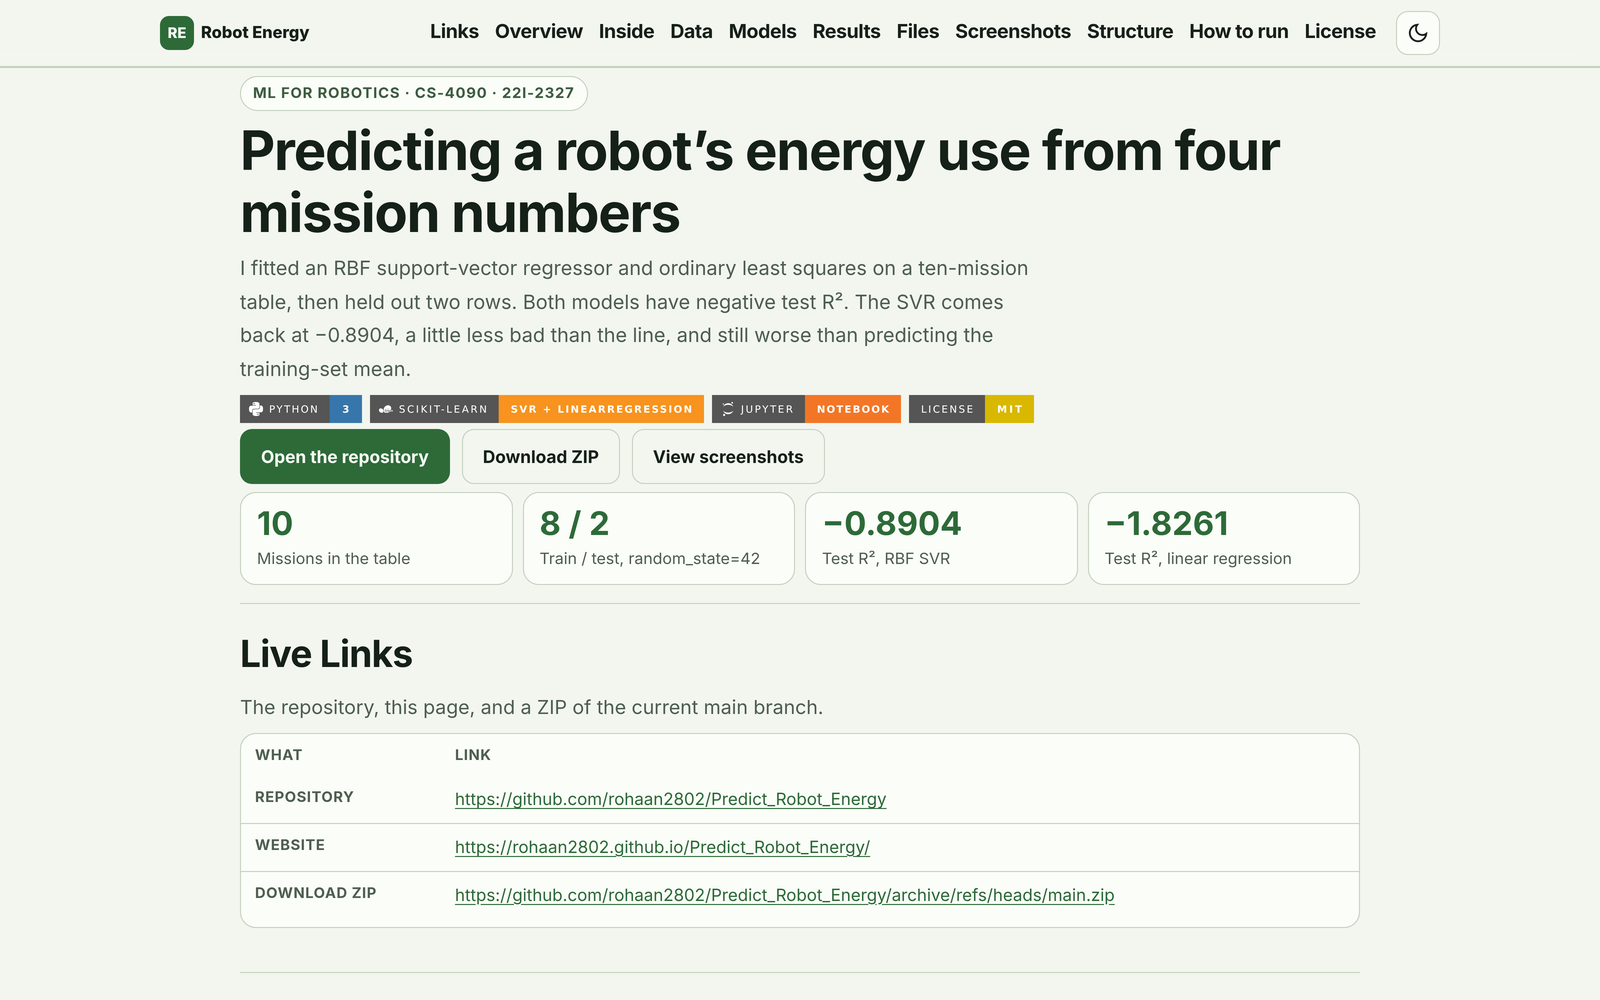 RE Robot Energy Links Overview Inside Data Models Results Files Screenshots Structure How to run License
ML FOR ROBOTICS · CS-4090 · 22I-2327
Predicting a robot’s energy use from four
mission numbers
I fitted an RBF support-vector regressor and ordinary least squares on a ten-mission
table, then held out two rows. Both models have negative test R². The SVR comes
back at −0.8904, a little less bad than the line, and still worse than predicting the
training-set mean.
PYTHON 3 SCIKIT-LEARN SVR + LINEARREGRESSION JUPYTER NOTEBOOK LICENSE MIT
Open the repository Download ZIP View screenshots
10 8 / 2 −0.8904 −1.8261
Missions in the table Train / test, random_state=42 Test R², RBF SVR Test R², linear regression
Live Links
The repository, this page, and a ZIP of the current main branch.
WHAT LINK
REPOSITORY https://github.com/rohaan2802/Predict_Robot_Energy
WEBSITE https://rohaan2802.github.io/Predict_Robot_Energy/
DOWNLOAD ZIP https://github.com/rohaan2802/Predict_Robot_Energy/archive/refs/heads/main.zip